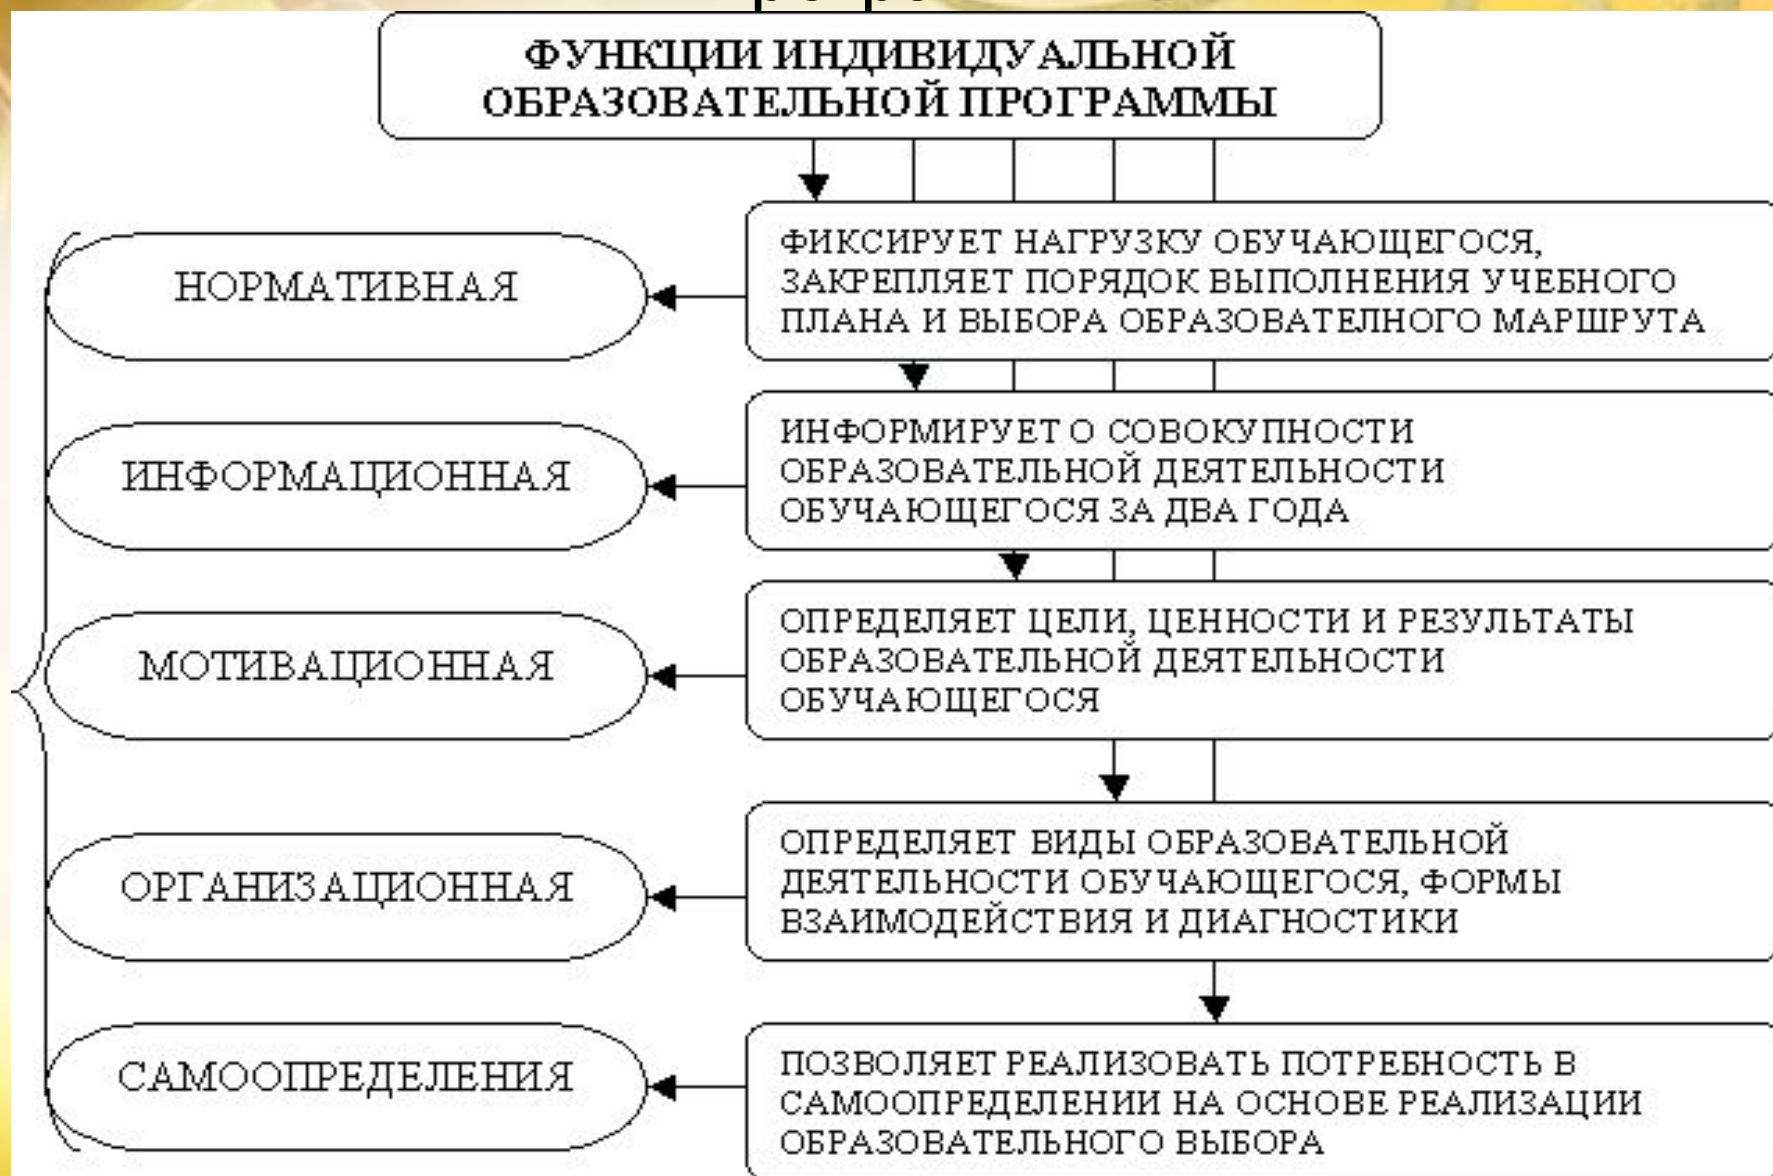 ФУНКЦИИ ИНДИВИДУАЛЬНОЙ
ОБРАЗОВАТЕЛЬНОЙ ПРОГРАММЫ
НОРМАТИВНАЯ
ФИКСИРУЕТ НАГРУЗКУ ОБУЧАЮЩЕГОСЯ,
ЗАКРЕПЛЯЕТ ПОРЯДОК ВЫПОЛНЕНИЯ УЧЕБНОГО
ПЛАНА И ВЫБОРА ОБРАЗОВАТЕЛНОГО МАРШРУТА
ИНФОРМАЦИОННАЯ
ИНФОРМИРУЕТ О СОВОКУПНОСТИ
ОБРАЗОВАТЕЛЬНОЙ ДЕЯТЕЛЬНОСТИ
ОБУЧАЮЩЕГОСЯ ЗА ДВА ГОДА
МОТИВАЦИОННАЯ
ОПРЕДЕЛЯЕТ ЦЕЛИ, ЦЕННОСТИ И РЕЗУЛЬТАТЫ
ОБРАЗОВАТЕЛЬНОЙ ДЕЯТЕЛЬНОСТИ
ОБУЧАЮЩЕГОСЯ
ОРГАНИЗАЦИОННАЯ
ОПРЕДЕЛЯЕТ ВИДЫ ОБРАЗОВАТЕЛЬНОЙ
ДЕЯТЕЛЬНОСТИ ОБУЧАЮЩЕГОСЯ, ФОРМЫ
ВЗАИМОДЕЙСТВИЯ И ДИАГНОСТИКИ
САМООПРЕДЕЛЕНИЯ
ПОЗВОЛЯЕТ РЕАЛИЗОВАТЬ ПОТРЕБНОСТЬ В
САМООПРЕДЕЛЕНИИ НА ОСНОВЕ РЕАЛИЗАЦИИ
ОБРАЗОВАТЕЛЬНОГО ВЫБОРА